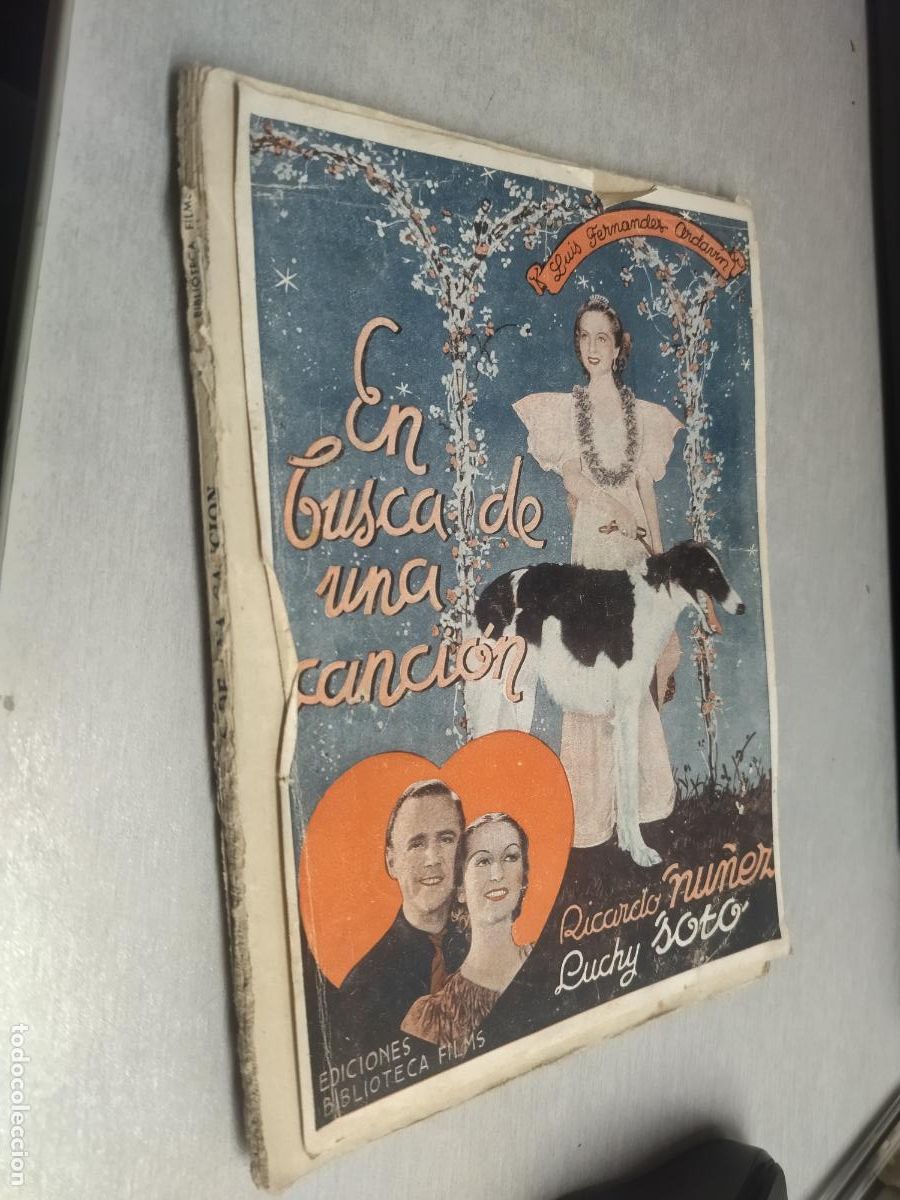 Luis Fernandez Ardavin
En
busca de
una
canción
Ricardo Nuñez
Luchy Soto
EDICIONES
BIBLIOTECA FILMS
BIBLIOTECA FILMS
todocoleccion